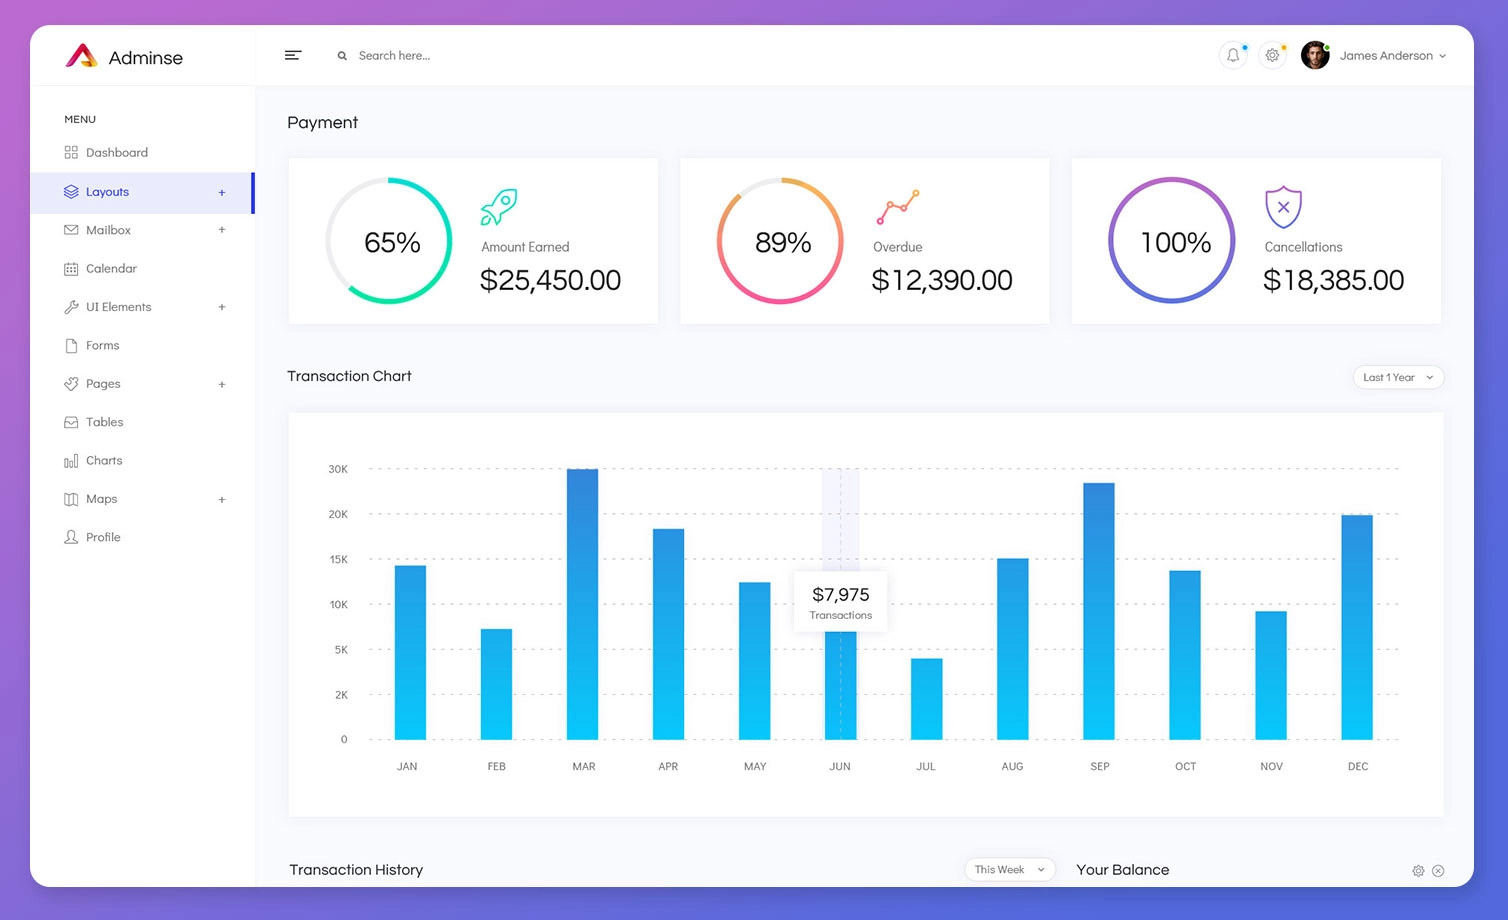 Adminse
Search here...
James Anderson
MENU
Dashboard
Layouts +
Mailbox +
Calendar
UI Elements +
Forms
Pages +
Tables
Charts
Maps +
Profile
Payment
65%
Amount Earned
$25,450.00
89%
Overdue
$12,390.00
100%
Cancellations
$18,385.00
Transaction Chart
Last 1 Year
30K
20K
15K
10K
5K
2K
0
$7,975
Transactions
JAN FEB MAR APR MAY JUN JUL AUG SEP OCT NOV DEC
Transaction History
This Week
Your Balance